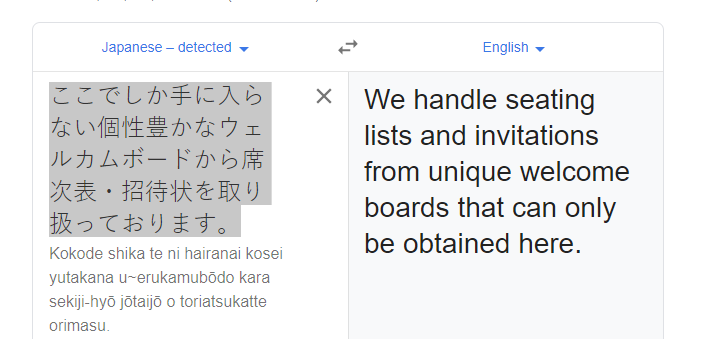 Japanese – detected
English
ここでしか手に入ら
ない個性豊かなウェ
ルカムボードから席
次表・招待状を取り
扱っております。
Kokode shika te ni hairanai kosei
yutakana u~erukamubōdo kara
sekiji-hyō jōtaijō o toriatsukatte
orimasu.
We handle seating
lists and invitations
from unique welcome
boards that can only
be obtained here.